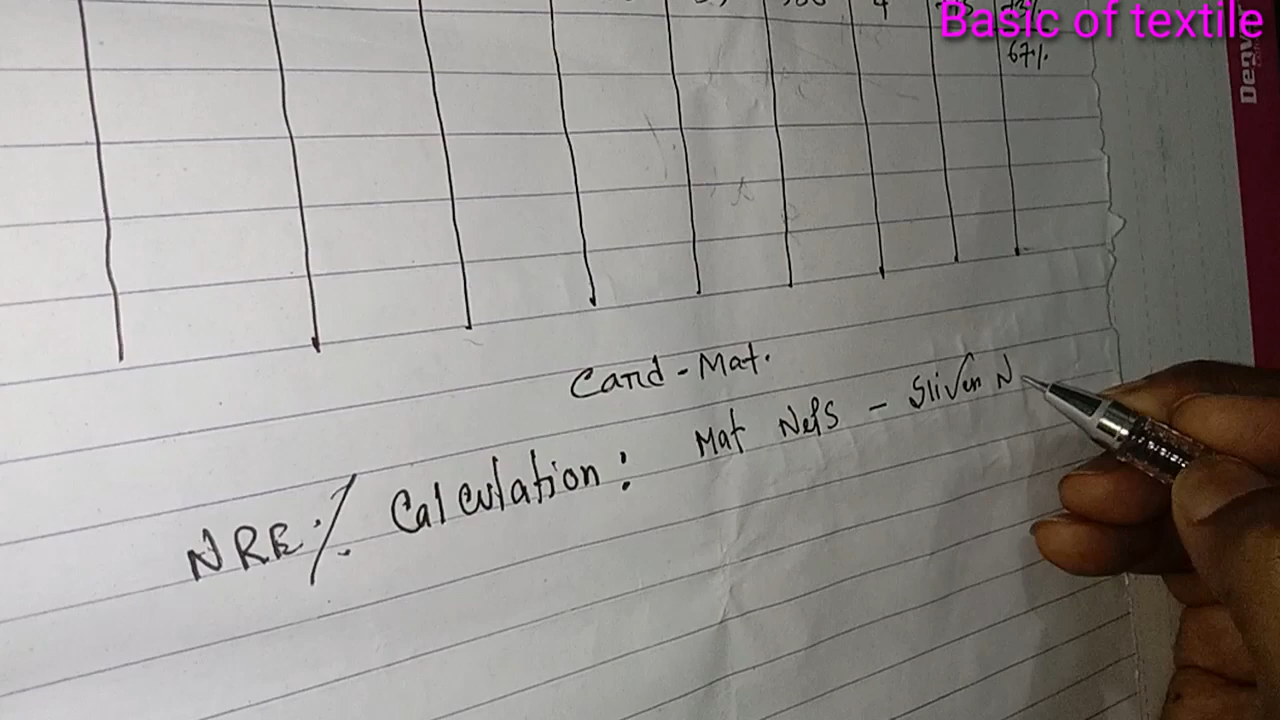 Basic of textile
67%
Card - Mat.
Mat Neps - Sliver N
NRE % Calculation :